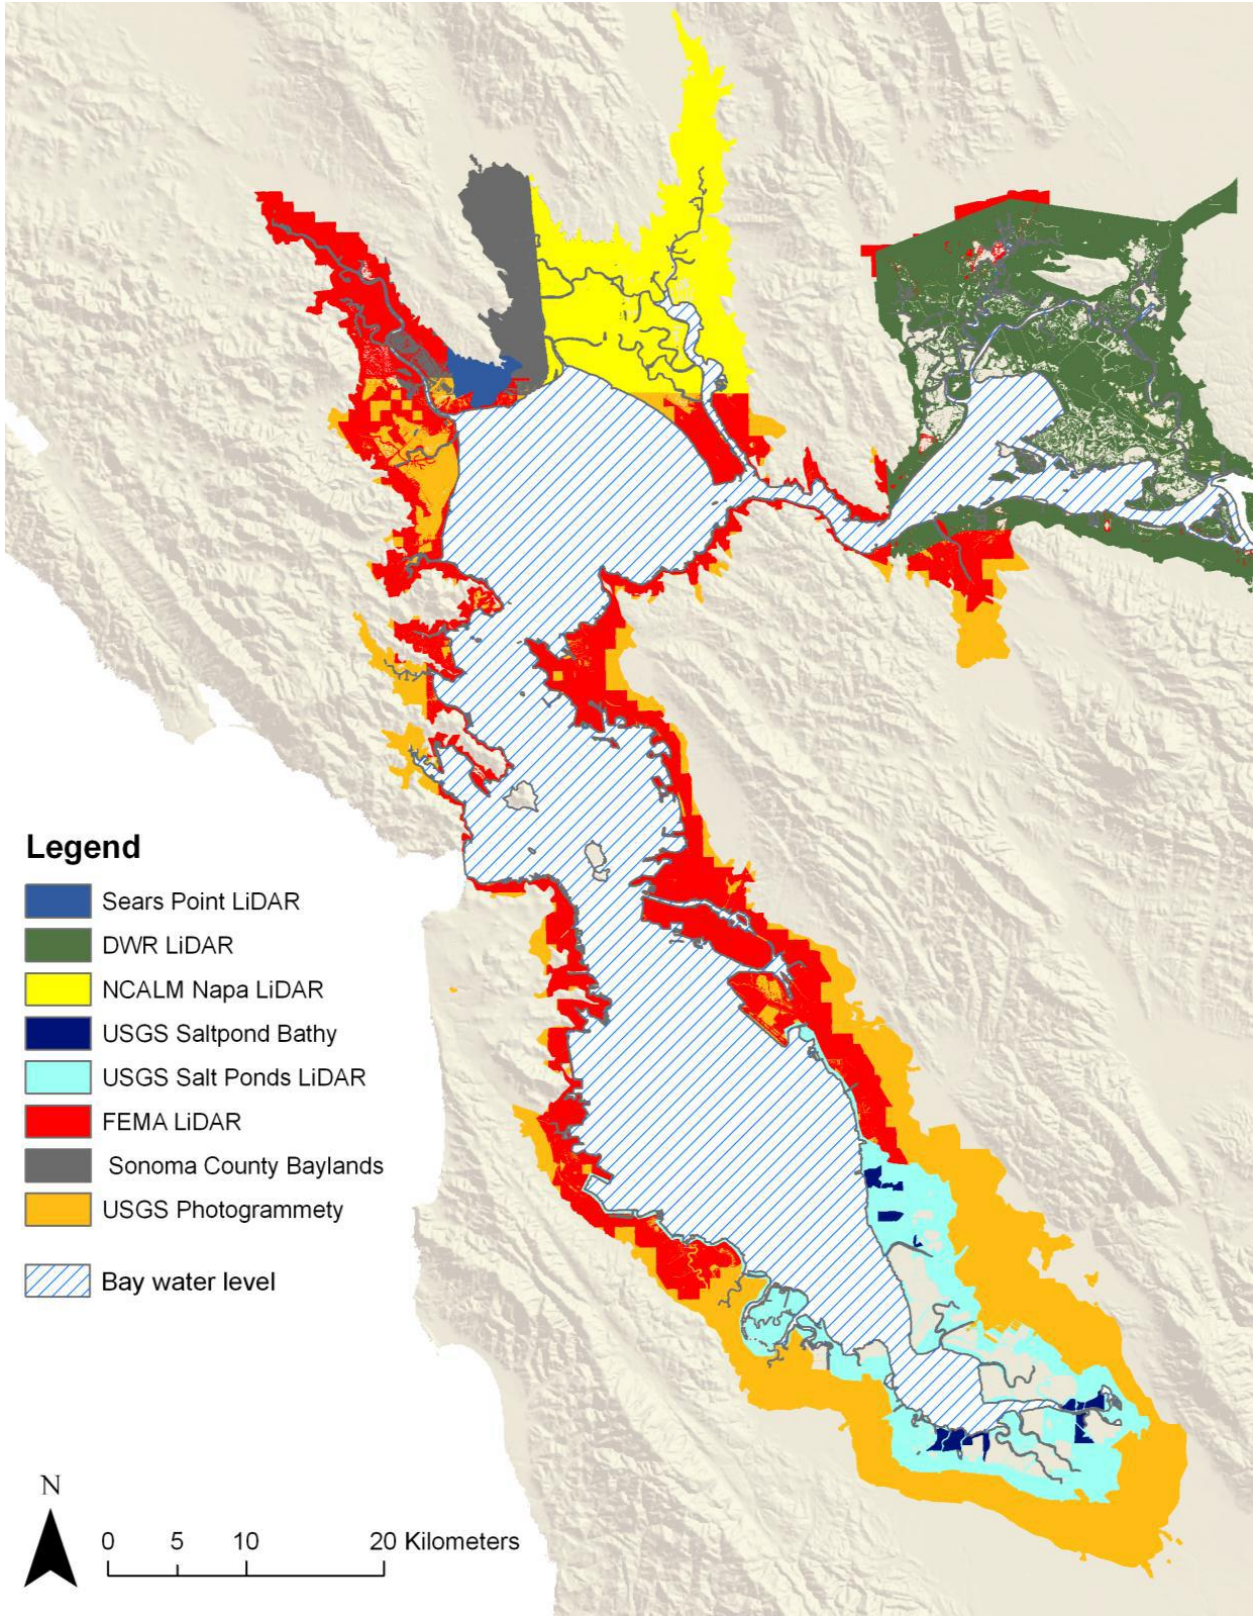 Legend
Sears Point LiDAR
DWR LiDAR
NCALM Napa LiDAR
USGS Saltpond Bathy
USGS Salt Ponds LiDAR
FEMA LiDAR
Sonoma County Baylands
USGS Photogrammety
Bay water level
N
0 5 10 20 Kilometers